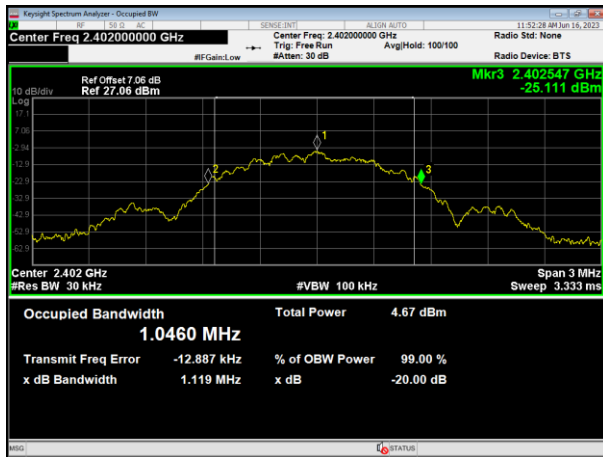 Keysight Spectrum Analyzer - Occupied BW
LXI RF 50 Ω AC SENSE:INT ALIGN AUTO 11:52:28 AM Jun 16, 2023
Center Freq 2.402000000 GHz Center Freq: 2.402000000 GHz Radio Std: None
Trig: Free Run Avg|Hold: 100/100
#IFGain:Low #Atten: 30 dB Radio Device: BTS
Mkr3 2.402547 GHz
-25.111 dBm
Ref Offset 7.06 dB
10 dB/div Ref 27.06 dBm
Log
17.1
7.06
-2.94
-12.9
-22.9
-32.9
-42.9
-52.9
-62.9
1
2
3
Center 2.402 GHz Span 3 MHz
#Res BW 30 kHz #VBW 100 kHz Sweep 3.333 ms
Occupied Bandwidth Total Power 4.67 dBm
1.0460 MHz
Transmit Freq Error -12.887 kHz % of OBW Power 99.00 %
x dB Bandwidth 1.119 MHz x dB -20.00 dB
MSG STATUS